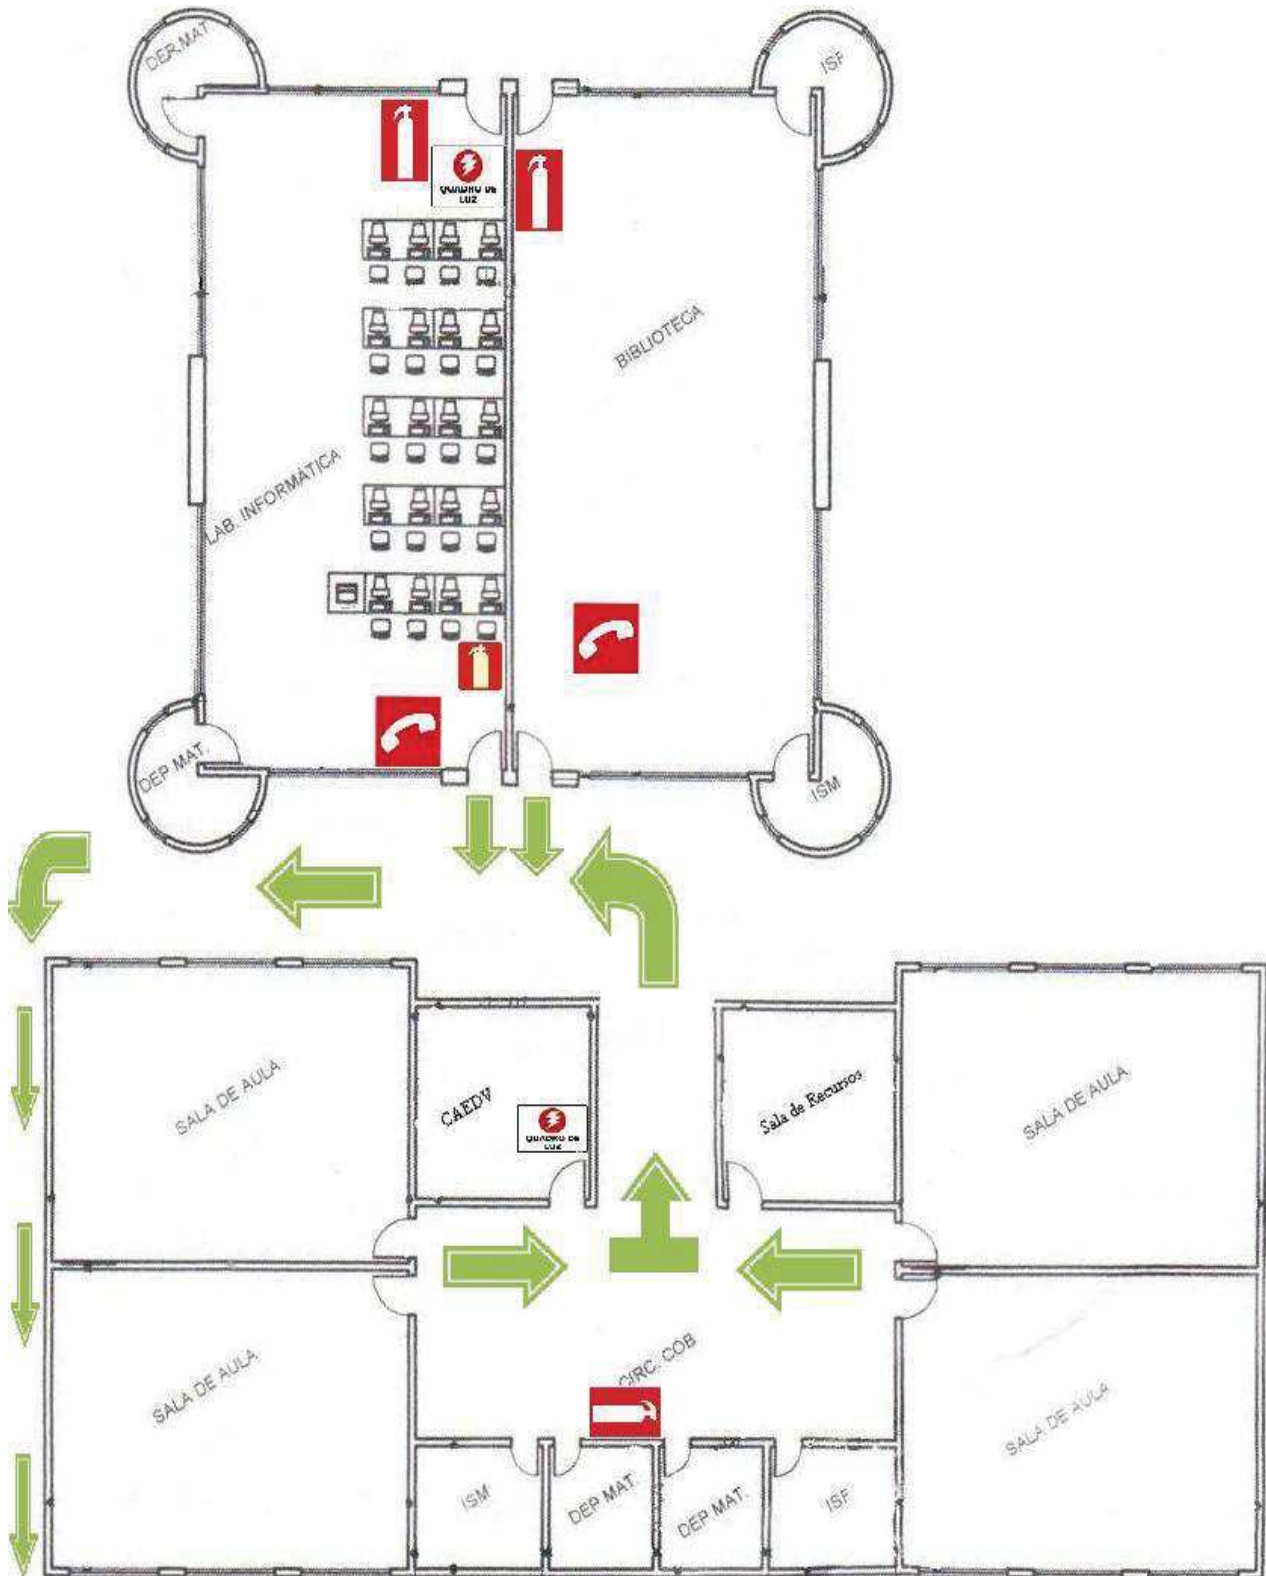 DER.MAT
ISF
QUADRO DE
LUZ
BIBLIOTECA
LAB. INFORMÁTICA
DEP MAT.
ISM
SALA DE AULA
CAEDV
QUADRO DE
LUZ
Sala de Recursos
SALA DE AULA
SALA DE AULA
CIRC. COB
SALA DE AULA
ISM
DEP MAT.
DEP MAT.
ISF